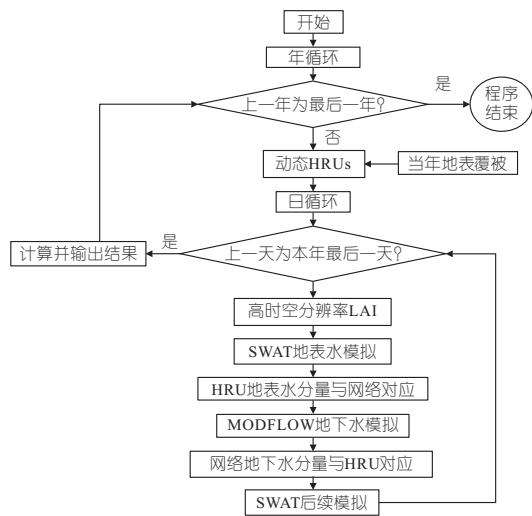 开始
年循环
上一年为最后一年？
是
程序
结束
否
动态HRUs
当年地表覆被
日循环
上一天为本年最后一天？
是
计算并输出结果
高时空分辨率LAI
SWAT地表水模拟
HRU地表水分量与网络对应
MODFLOW地下水模拟
网络地下水分量与HRU对应
SWAT后续模拟